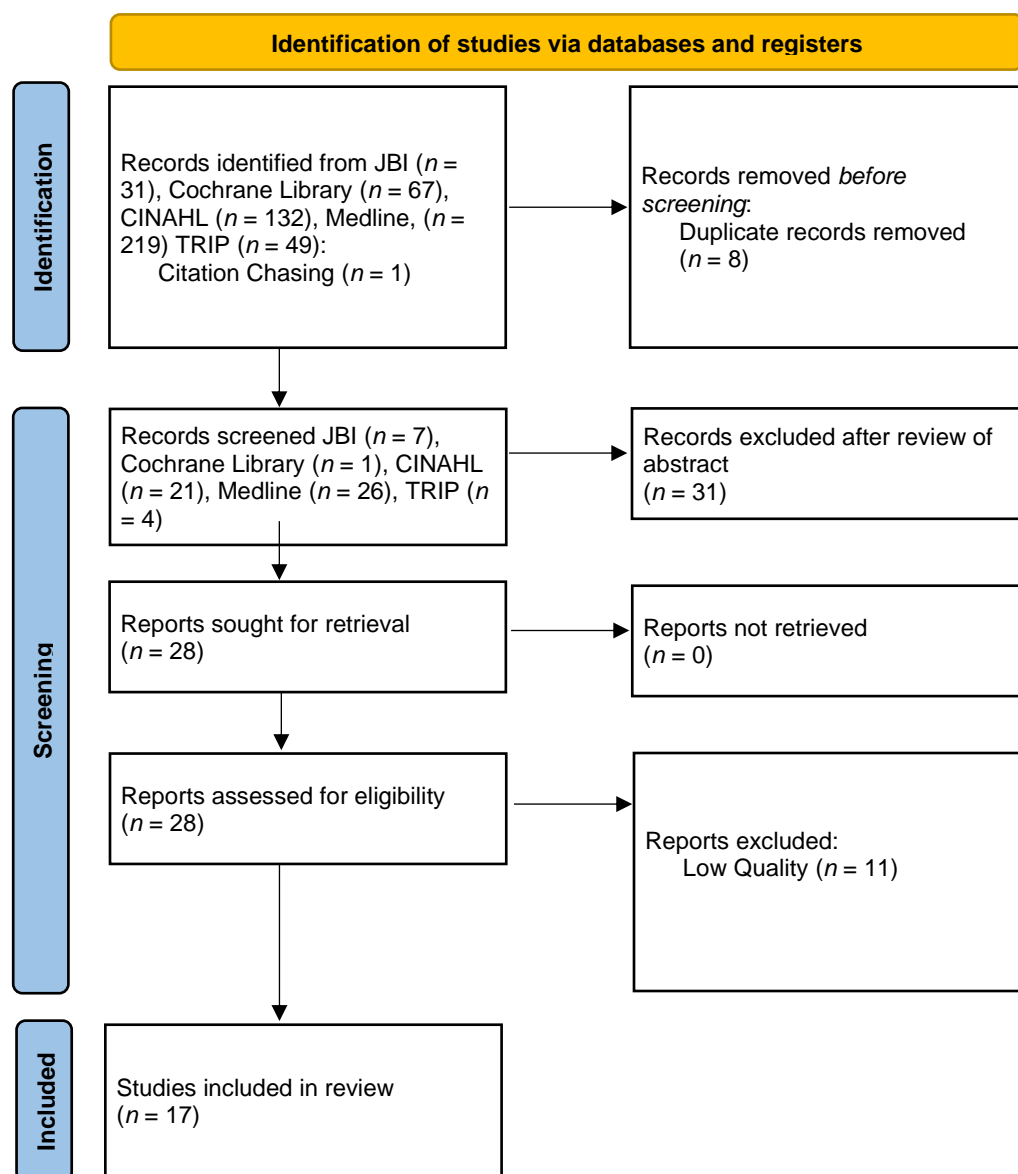 Identification of studies via databases and registers
Identification
Records identified from JBI (n =
31), Cochrane Library (n = 67),
CINAHL (n = 132), Medline, (n =
219) TRIP (n = 49):
Citation Chasing (n = 1)
Records removed before
screening:
Duplicate records removed
(n = 8)
Screening
Records screened JBI (n = 7),
Cochrane Library (n = 1), CINAHL
(n = 21), Medline (n = 26), TRIP (n
= 4)
Records excluded after review of
abstract
(n = 31)
Reports sought for retrieval
(n = 28)
Reports not retrieved
(n = 0)
Reports assessed for eligibility
(n = 28)
Reports excluded:
Low Quality (n = 11)
Included
Studies included in review
(n = 17)